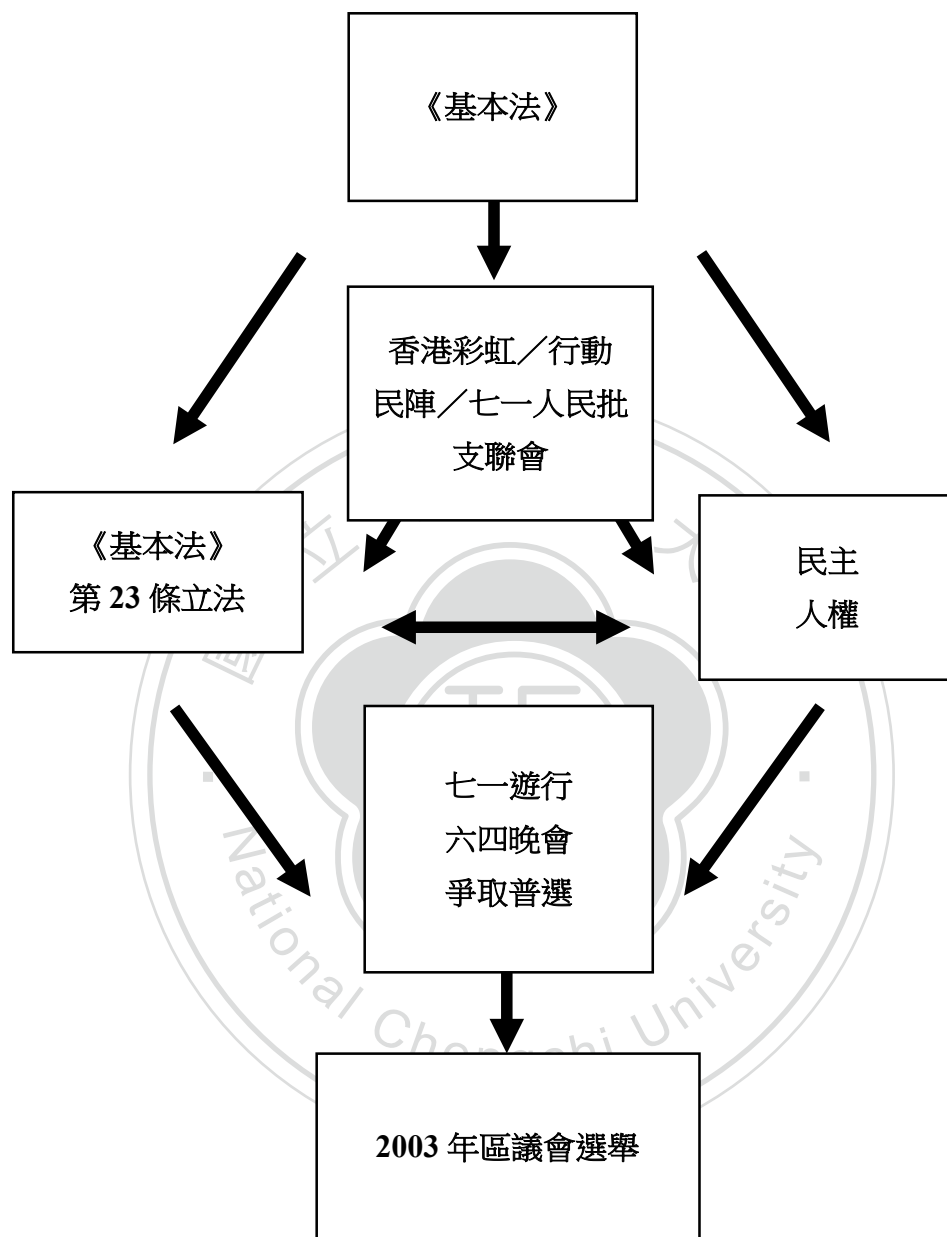 《基本法》
香港彩虹／行動
民陣／七一人民批
支聯會
《基本法》
第 23 條立法
民主
人權
七一遊行
六四晚會
爭取普選
2003 年區議會選舉
立
National Chengchi University